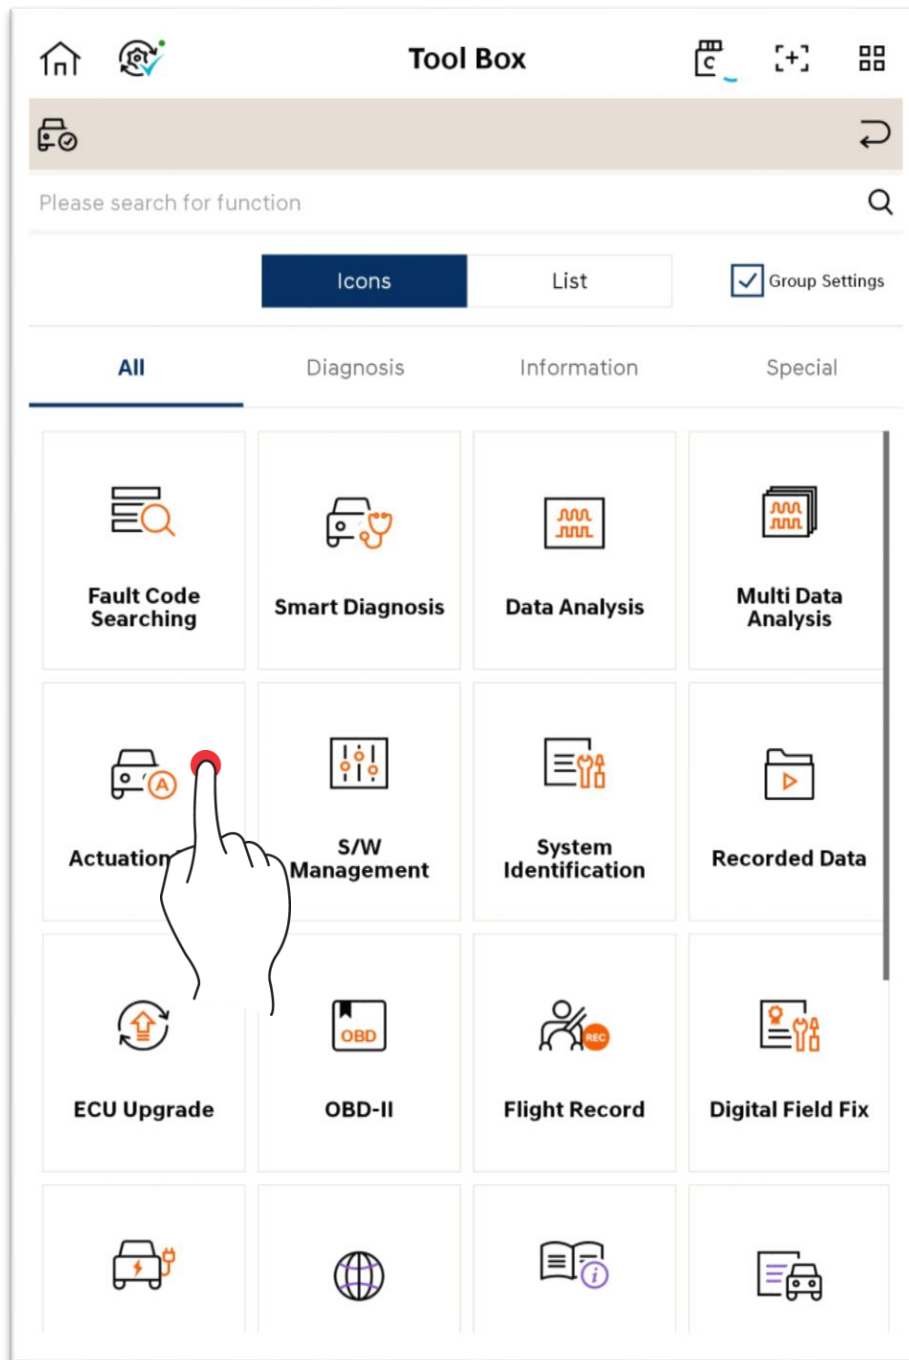 Tool Box
C
Please search for function
Icons
List
Group Settings
All
Diagnosis
Information
Special
Fault Code
Searching
Smart Diagnosis
Data Analysis
Multi Data
Analysis
A
Actuation
S/W
Management
System
Identification
Recorded Data
ECU Upgrade
OBD
OBD-II
REC
Flight Record
Digital Field Fix
i